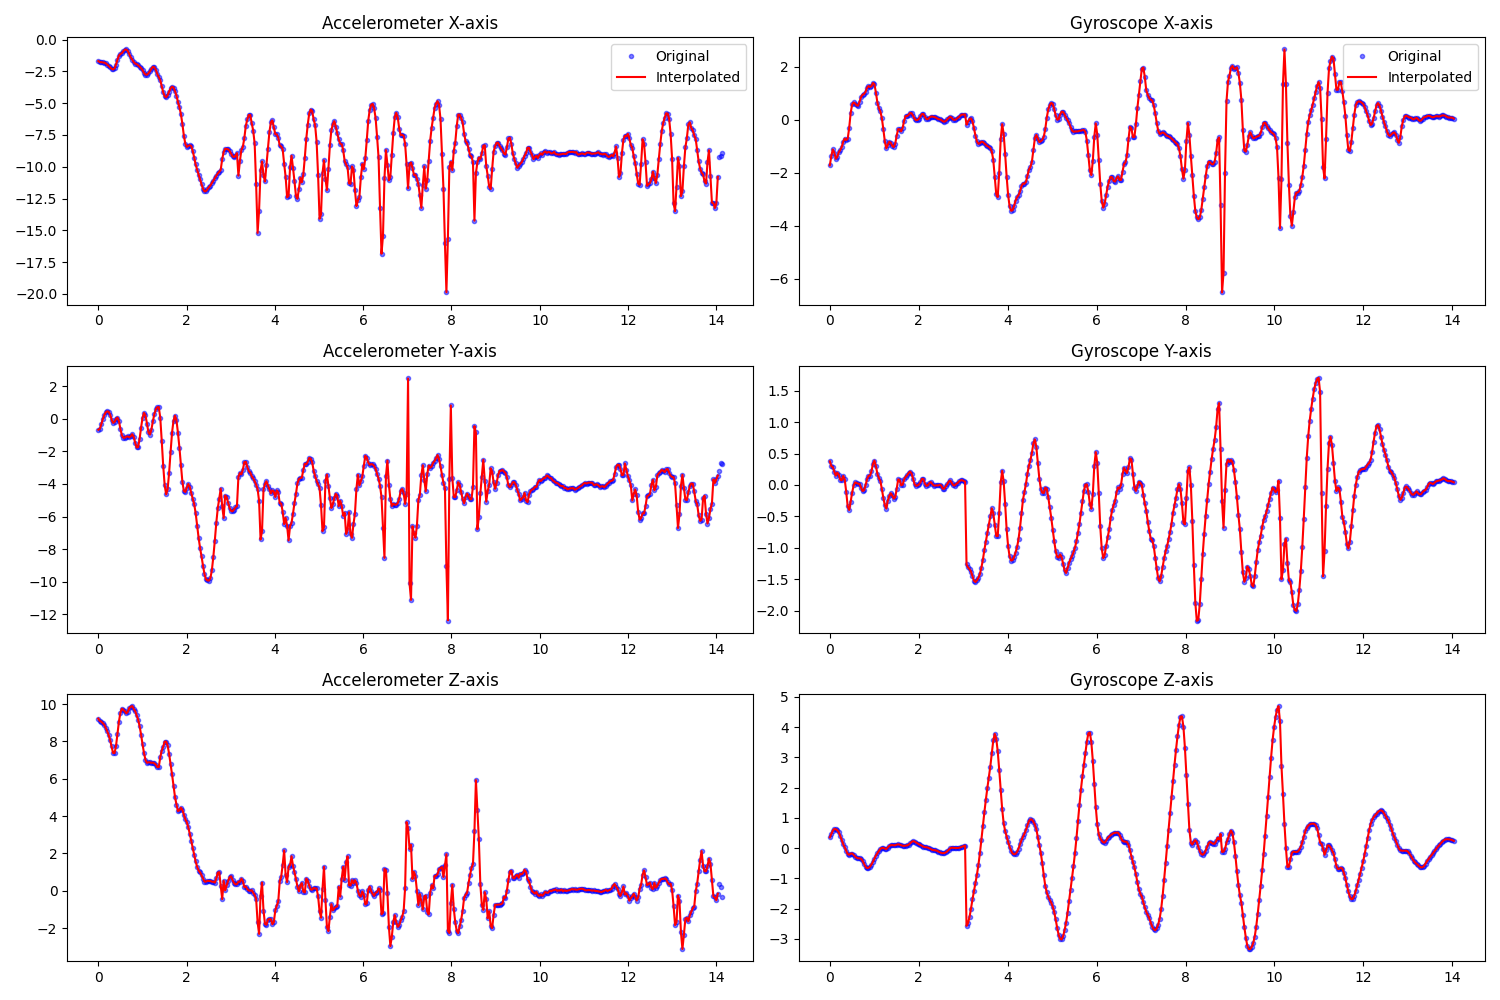 Accelerometer X-axis
0.0
−2.5
−5.0
−7.5
−10.0
−12.5
−15.0
−17.5
−20.0
0 2 4 6 8 10 12 14
Original
Interpolated
Gyroscope X-axis
2
0
−2
−4
−6
0 2 4 6 8 10 12 14
Original
Interpolated
Accelerometer Y-axis
2
0
−2
−4
−6
−8
−10
−12
0 2 4 6 8 10 12 14
Gyroscope Y-axis
1.5
1.0
0.5
0.0
−0.5
−1.0
−1.5
−2.0
0 2 4 6 8 10 12 14
Accelerometer Z-axis
10
8
6
4
2
0
−2
0 2 4 6 8 10 12 14
Gyroscope Z-axis
5
4
3
2
1
0
−1
−2
−3
0 2 4 6 8 10 12 14